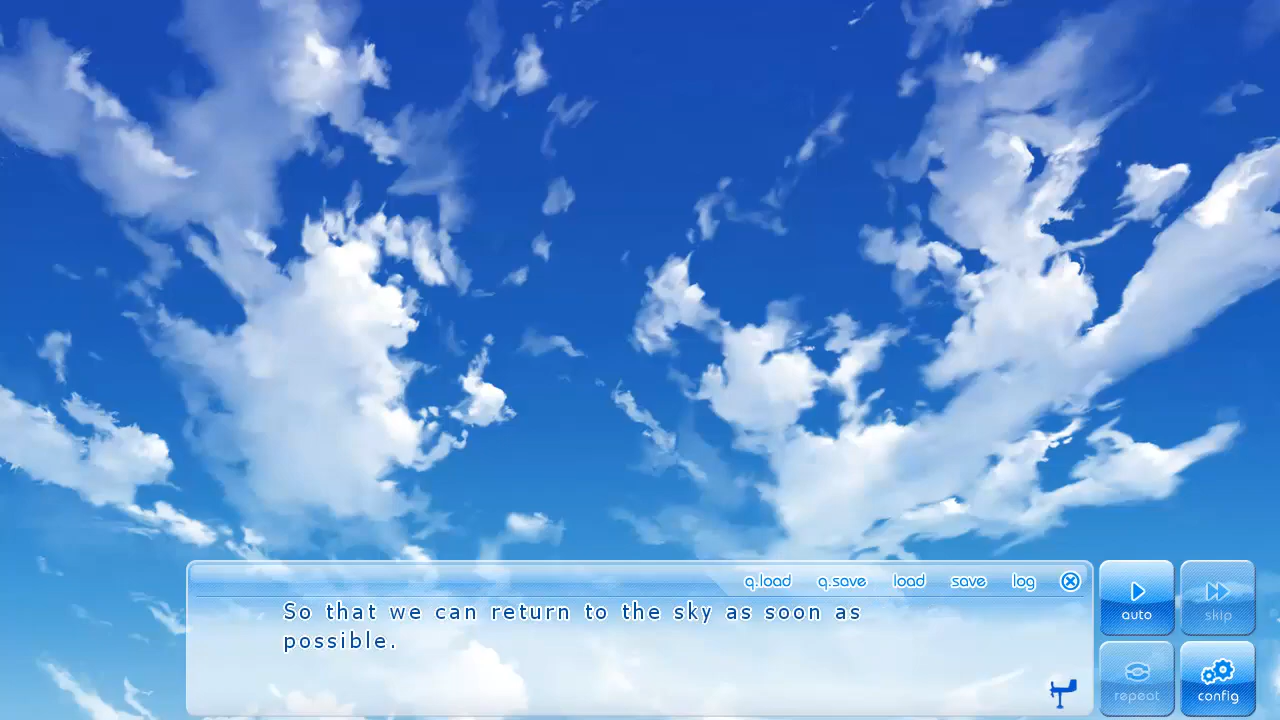 q.load q.save load save log
So that we can return to the sky as soon as
possible.
auto
skip
repeat
config